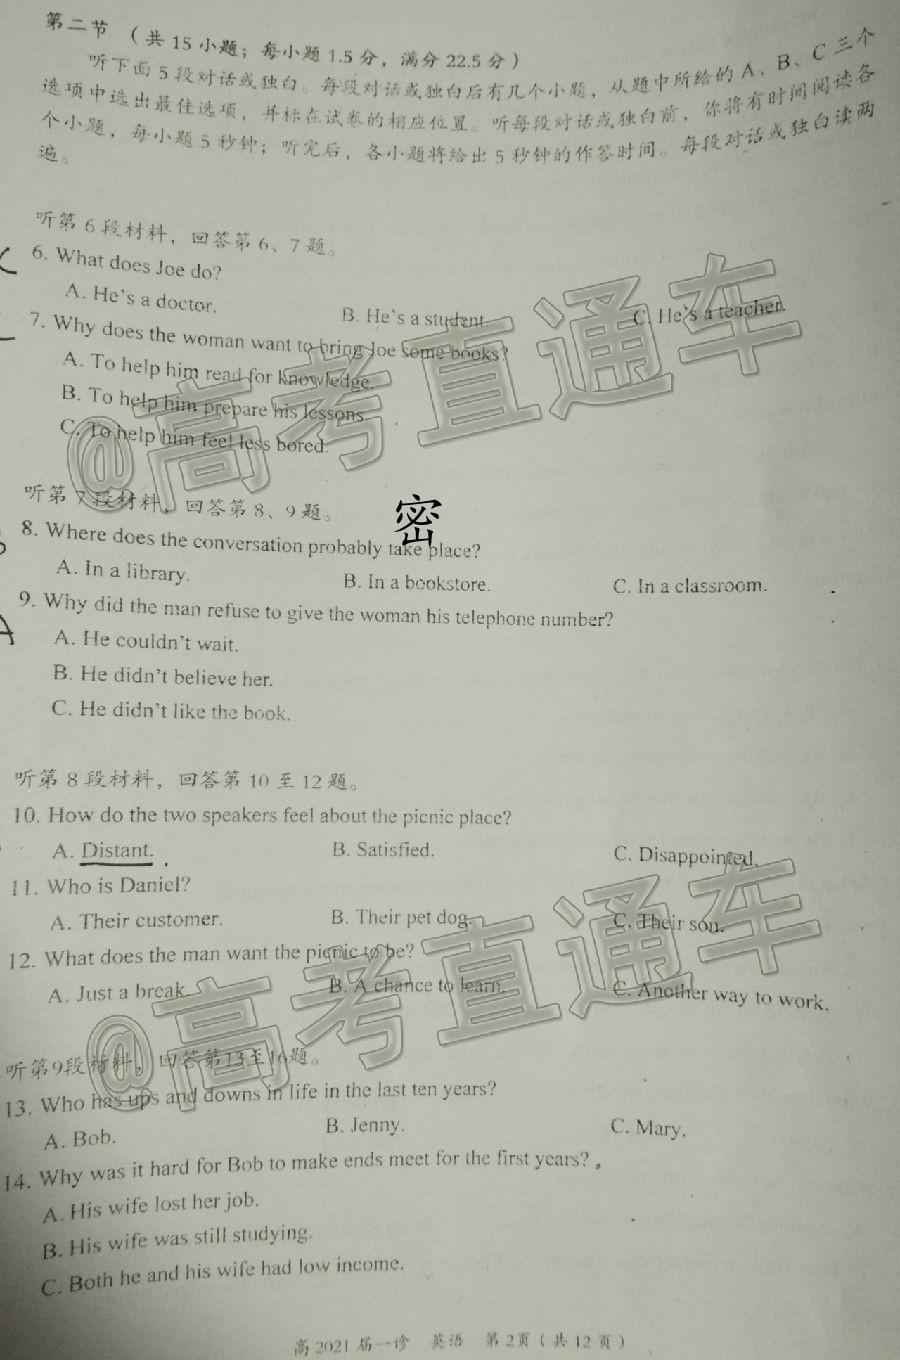 第二节 （共 15 小题；每小题 1.5 分，满分 22.5 分）
听下面 5 段对话或独白。每段对话或独白后有几个小题，从题中所给的 A、B、C 三个
选项中选出最佳选项，并标在试卷的相应位置。听每段对话或独白前，你将有时间阅读各
个小题，每小题 5 秒钟；听完后，各小题将给出 5 秒钟的作答时间。每段对话或独白读两
遍。
听第 6 段材料，回答第 6、7 题。
6. What does Joe do?
A. He's a doctor. B. He's a student. C. He's a teacher.
7. Why does the woman want to bring Joe some books?
A. To help him read for knowledge.
B. To help him prepare his lessons.
C. To help him feel less bored.
@高考直通车
听第 7 段材料，回答第 8、9 题。
密
8. Where does the conversation probably take place?
A. In a library. B. In a bookstore. C. In a classroom.
9. Why did the man refuse to give the woman his telephone number?
A
A. He couldn't wait.
B. He didn't believe her.
C. He didn't like the book.
听第 8 段材料，回答第 10 至 12 题。
10. How do the two speakers feel about the picnic place?
A. Distant. B. Satisfied. C. Disappointed.
11. Who is Daniel?
A. Their customer. B. Their pet dog. C. Their son.
12. What does the man want the picnic to be?
A. Just a break. B. A chance to learn. C. Another way to work.
@高考直通车
听第9段材料，回答第13至16题。
13. Who has ups and downs in life in the last ten years?
A. Bob. B. Jenny. C. Mary.
14. Why was it hard for Bob to make ends meet for the first years?
A. His wife lost her job.
B. His wife was still studying.
C. Both he and his wife had low income.
高 2021 届一诊 英语 第 2页（共 12 页）